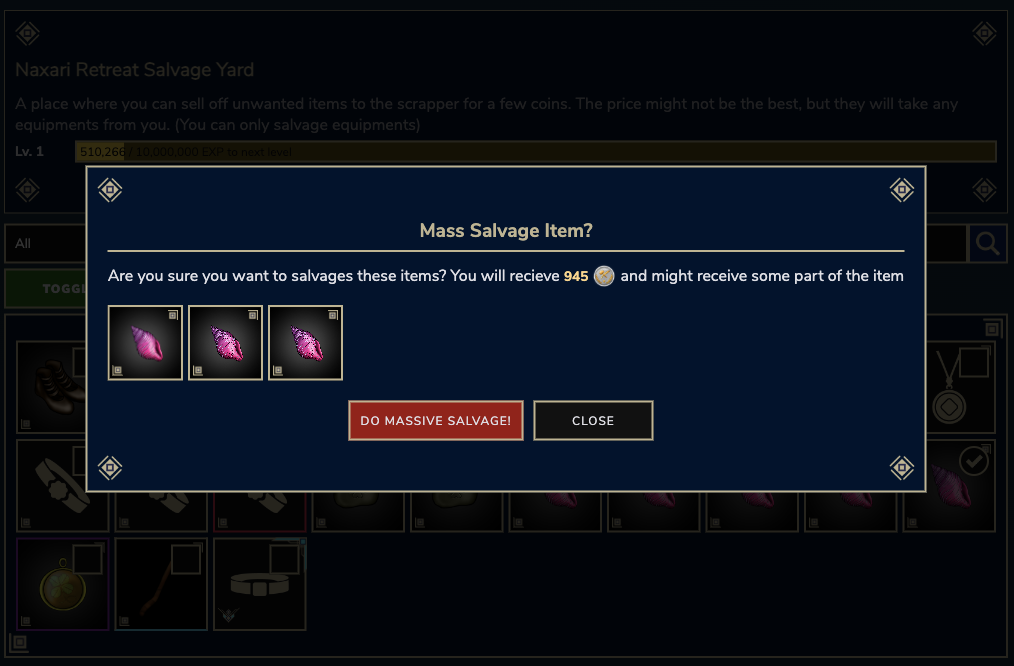 Naxari Retreat Salvage Yard
A place where you can sell off unwanted items to the scrapper for a few coins. The price might not be the best, but they will take any
equipments from you. (You can only salvage equipments)
Lv. 1
510,266 / 10,000,000 EXP to next level
All
TOGGL
Mass Salvage Item?
Are you sure you want to salvages these items? You will recieve 945 and might receive some part of the item
DO MASSIVE SALVAGE!
CLOSE